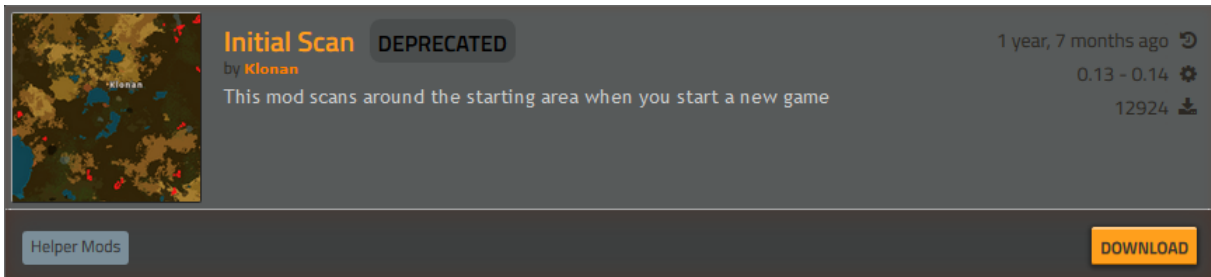 Initial Scan DEPRECATED
by Klonan
This mod scans around the starting area when you start a new game
1 year, 7 months ago
0.13 - 0.14
12924
Klonan
Helper Mods
DOWNLOAD